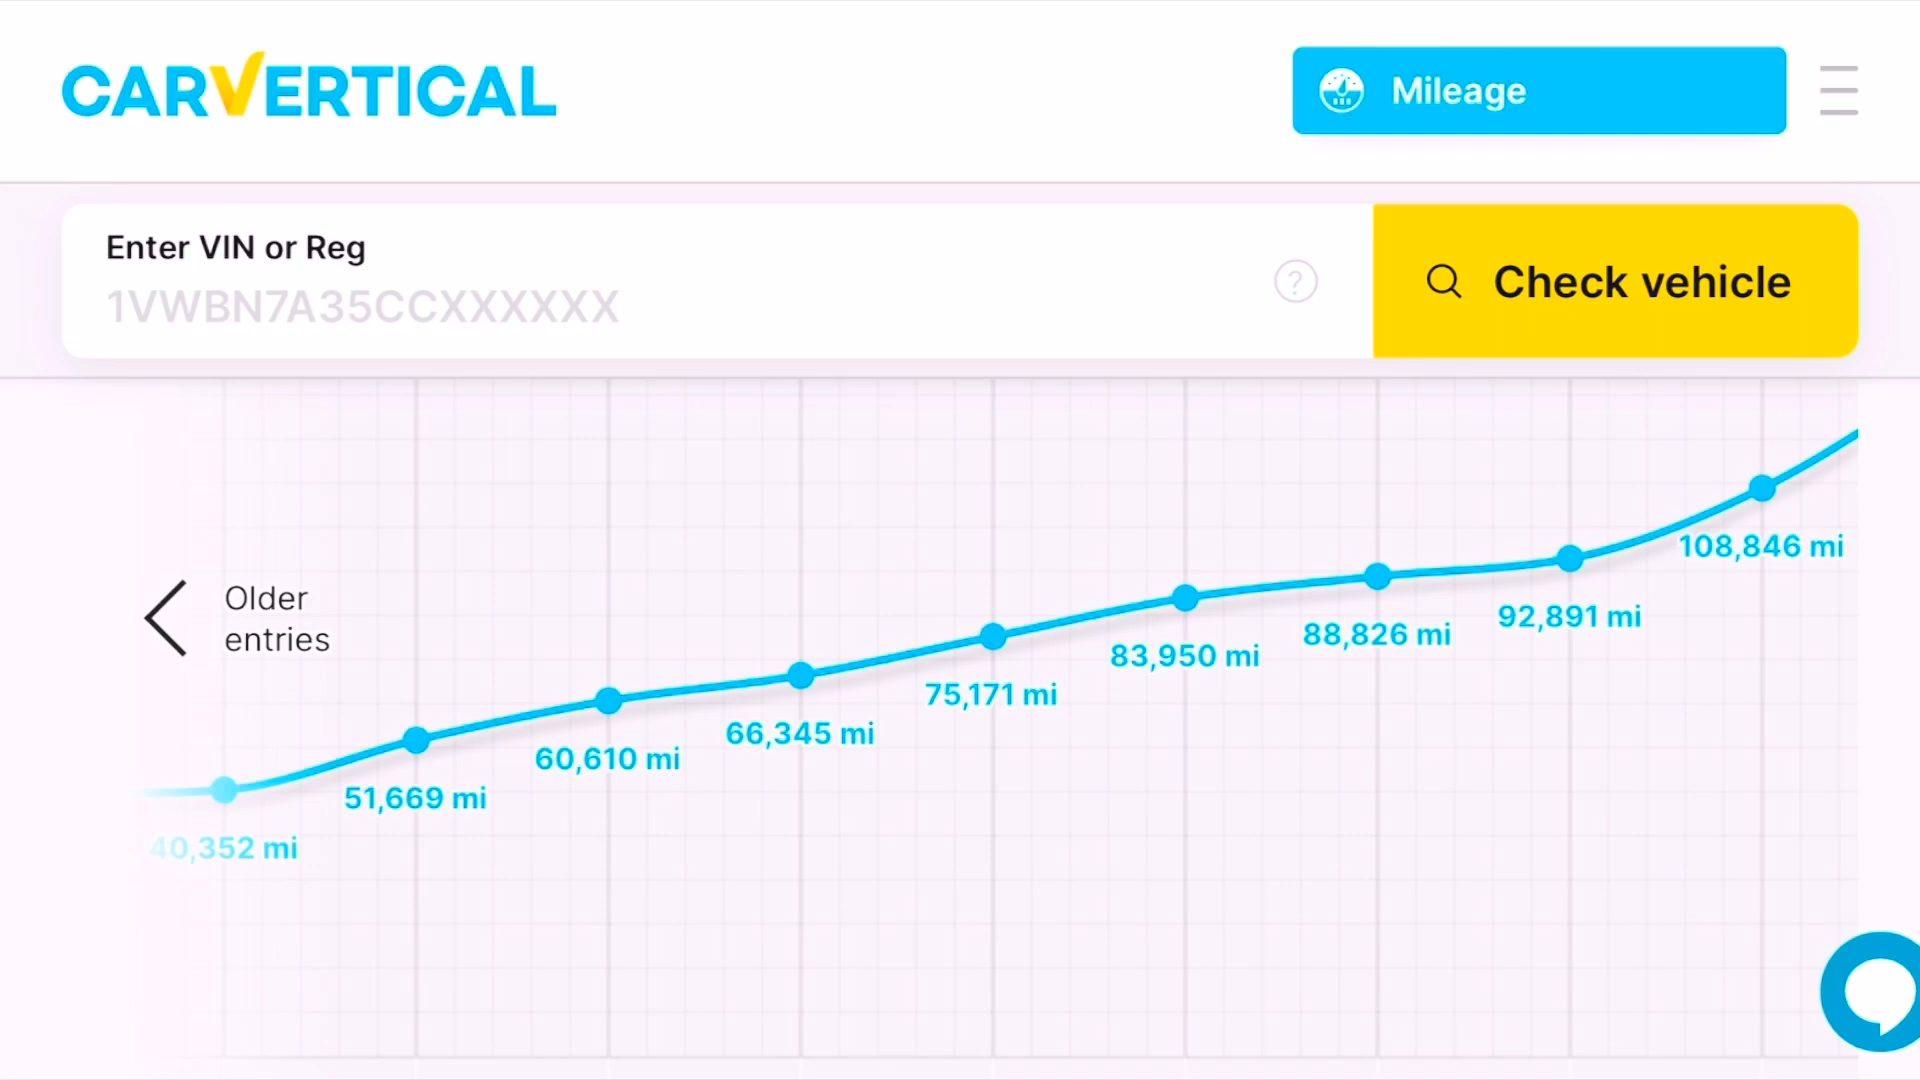 CARVERTICAL
Mileage
Enter VIN or Reg
1VWBN7A35CCXXXXXX
?
Check vehicle
Older
entries
40,352 mi
51,669 mi
60,610 mi
66,345 mi
75,171 mi
83,950 mi
88,826 mi
92,891 mi
108,846 mi